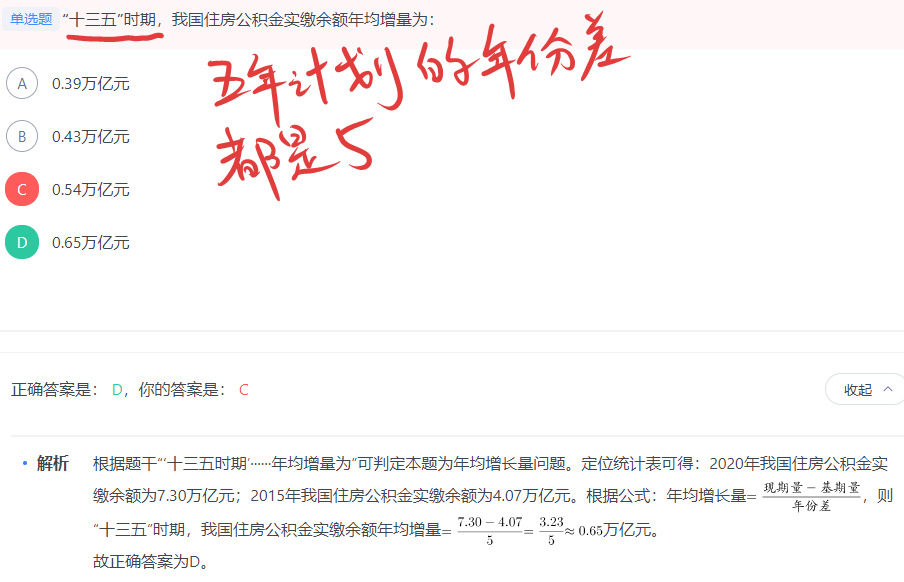 单选题 “十三五”时期，我国住房公积金实缴余额年均增量为：
五年计划的年份差
都是5
A 0.39万亿元
B 0.43万亿元
C 0.54万亿元
D 0.65万亿元
正确答案是： D，你的答案是： C
收起
解析 根据题干“‘十三五时期’······年均增量为”可判定本题为年均增长量问题。定位统计表可得：2020年我国住房公积金实
缴余额为7.30万亿元；2015年我国住房公积金实缴余额为4.07万亿元。根据公式：年均增长量=现期量－基期量/年份差，则
“十三五”时期，我国住房公积金实缴余额年均增量=7.30－4.07/5=3.23/5≈0.65万亿元。
故正确答案为D。